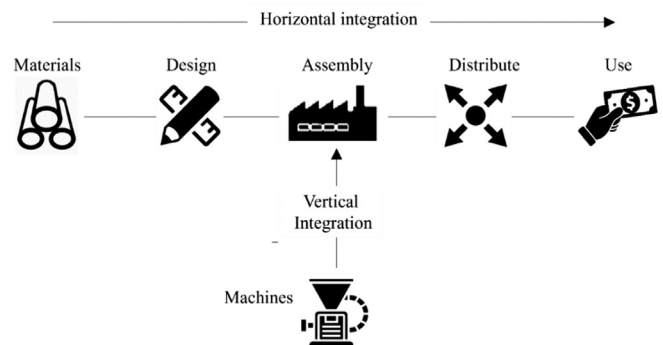 Horizontal integration
Materials
Design
Assembly
Distribute
Use
Vertical
Integration
Machines